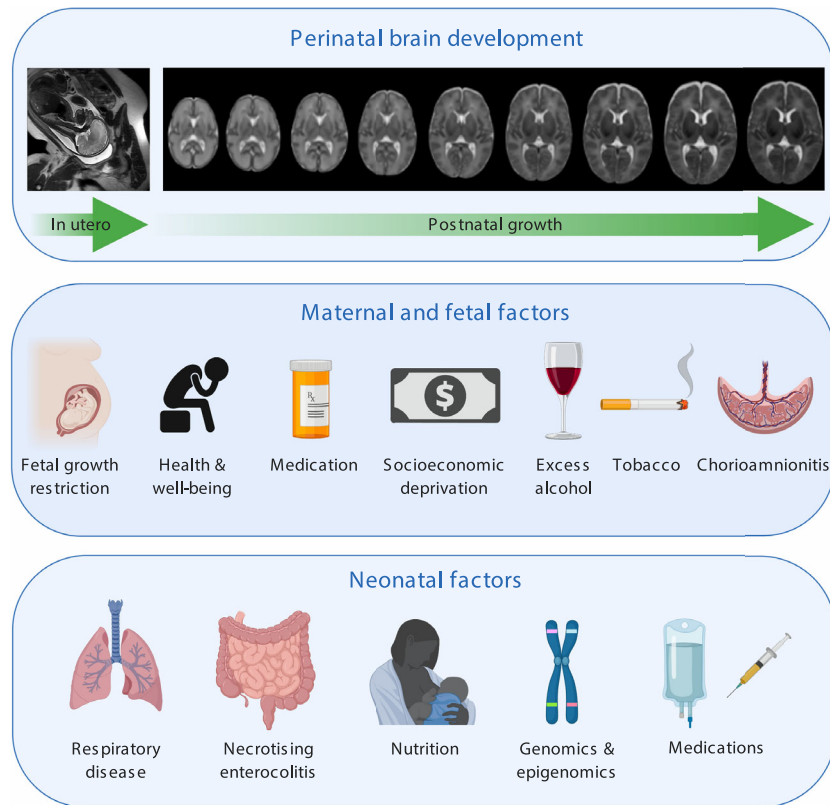 Perinatal brain development
In utero
Postnatal growth
Maternal and fetal factors
Rx
$
Fetal growth
restriction
Health &
well-being
Medication
Socioeconomic
deprivation
Excess
alcohol
Tobacco
Chorioamnionitis
Neonatal factors
Respiratory
disease
Necrotising
enterocolitis
Nutrition
Genomics &
epigenomics
Medications